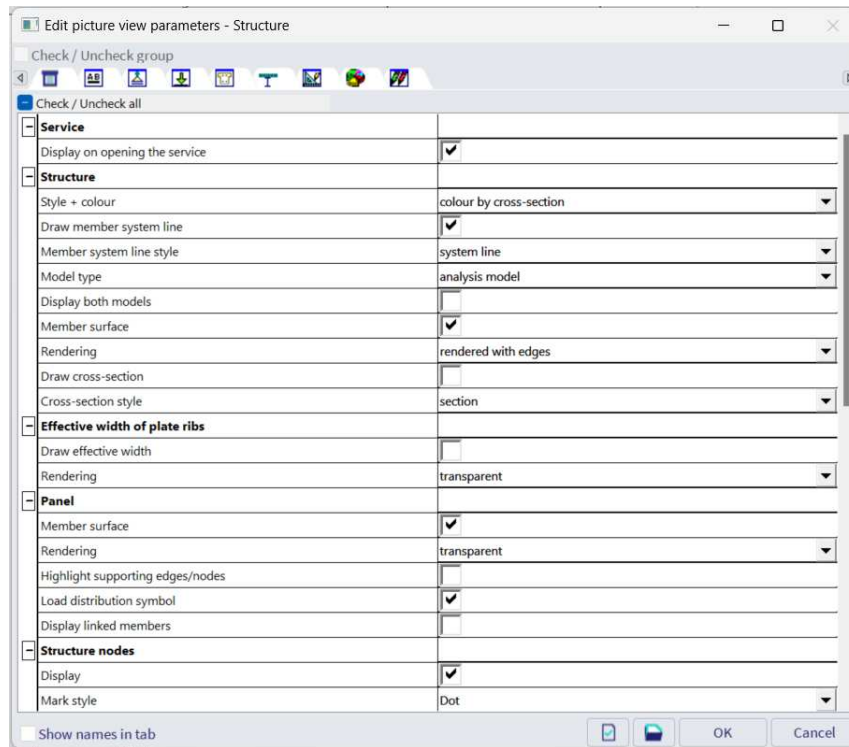 Edit picture view parameters - Structure
Check / Uncheck group
Check / Uncheck all
Service
Display on opening the service
Structure
Style + colour colour by cross-section
Draw member system line
Member system line style system line
Model type analysis model
Display both models
Member surface
Rendering rendered with edges
Draw cross-section
Cross-section style section
Effective width of plate ribs
Draw effective width
Rendering transparent
Panel
Member surface
Rendering transparent
Highlight supporting edges/nodes
Load distribution symbol
Display linked members
Structure nodes
Display
Mark style Dot
Show names in tab OK Cancel